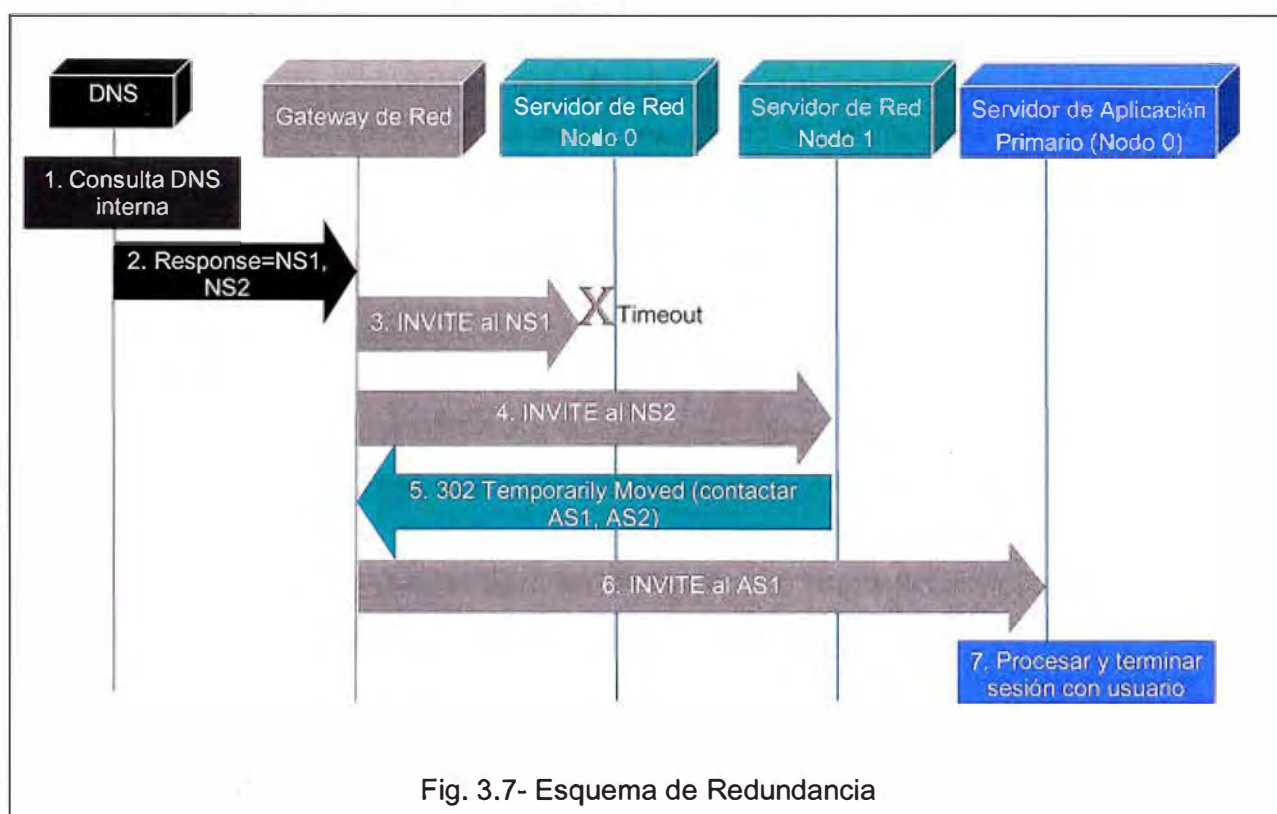 DNS
Gateway de Red
Servidor de Red
Nodo 0
Servidor de Red
Nodo 1
Servidor de Aplicación
Primario (Nodo 0)
1. Consulta DNS
interna
2. Response=NS1,
NS2
3. INVITE al NS1
X Timeout
4. INVITE al NS2
5. 302 Temporarily Moved (contactar
AS1, AS2)
6. INVITE al AS1
7. Procesar y terminar
sesión con usuario
Fig. 3.7- Esquema de Redundancia